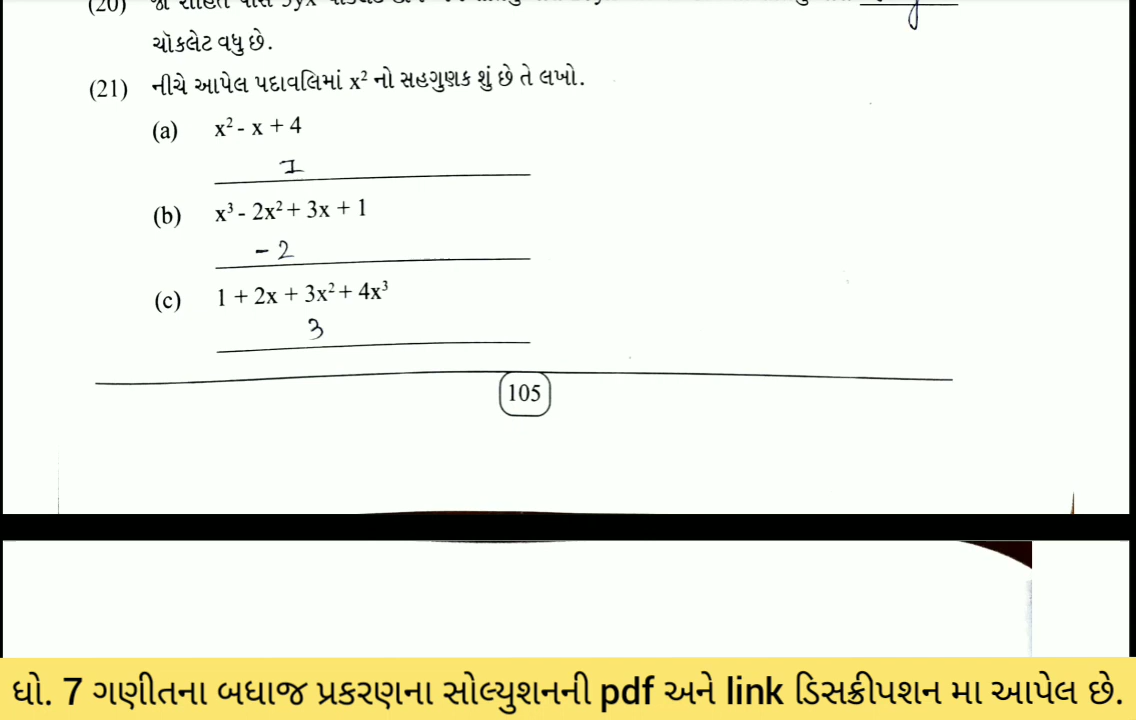 (20)
ચૉકલેટ વધુ છે.
(21) નીચે આપેલ પદાવલિમાં x² નો સહગુણક શું છે તે લખો.
(a) x² - x + 4
1
(b) x³ - 2x² + 3x + 1
- 2
(c) 1 + 2x + 3x² + 4x³
3
105
ધો. 7 ગણીતના બધાજ પ્રકરણના સોલ્યુશનની pdf અને link ડિસક્રીપશન મા આપેલ છે.